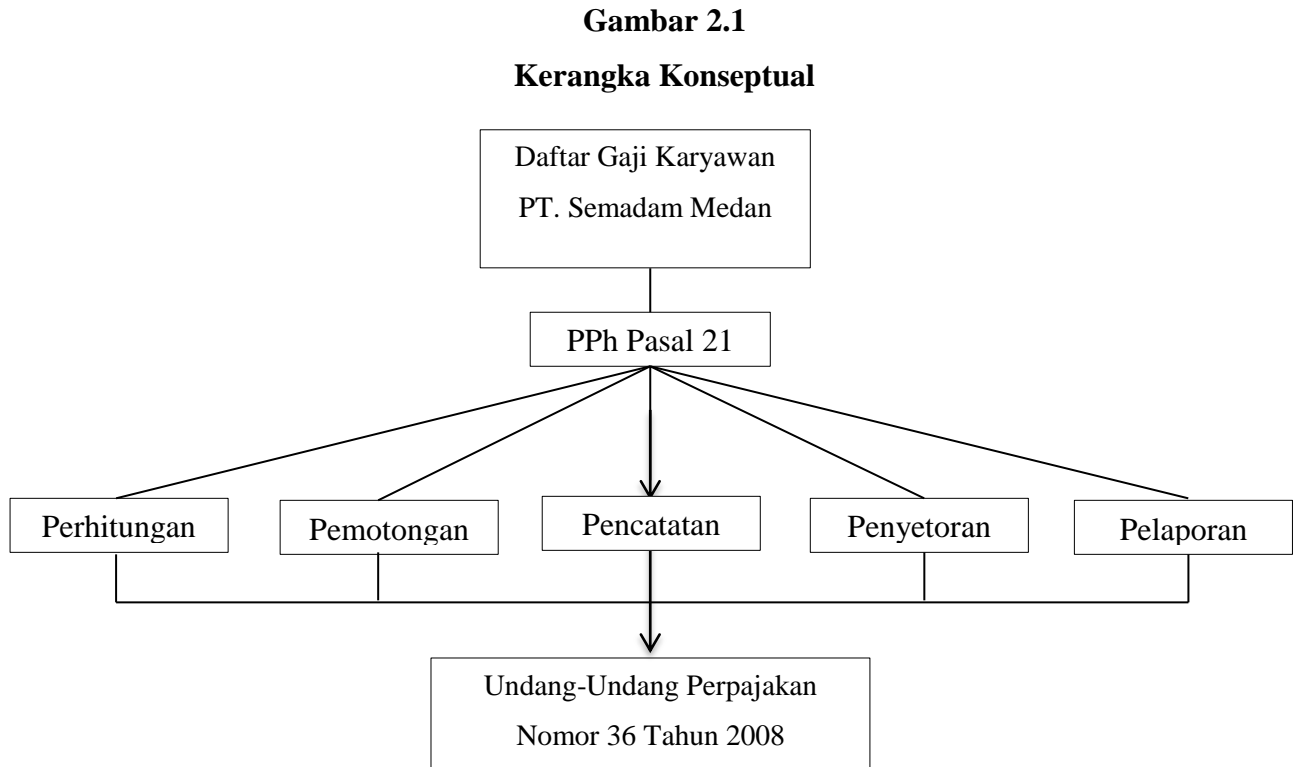 Gambar 2.1
Kerangka Konseptual
Daftar Gaji Karyawan
PT. Semadam Medan
PPh Pasal 21
Perhitungan
Pemotongan
Pencatatan
Penyetoran
Pelaporan
Undang-Undang Perpajakan
Nomor 36 Tahun 2008